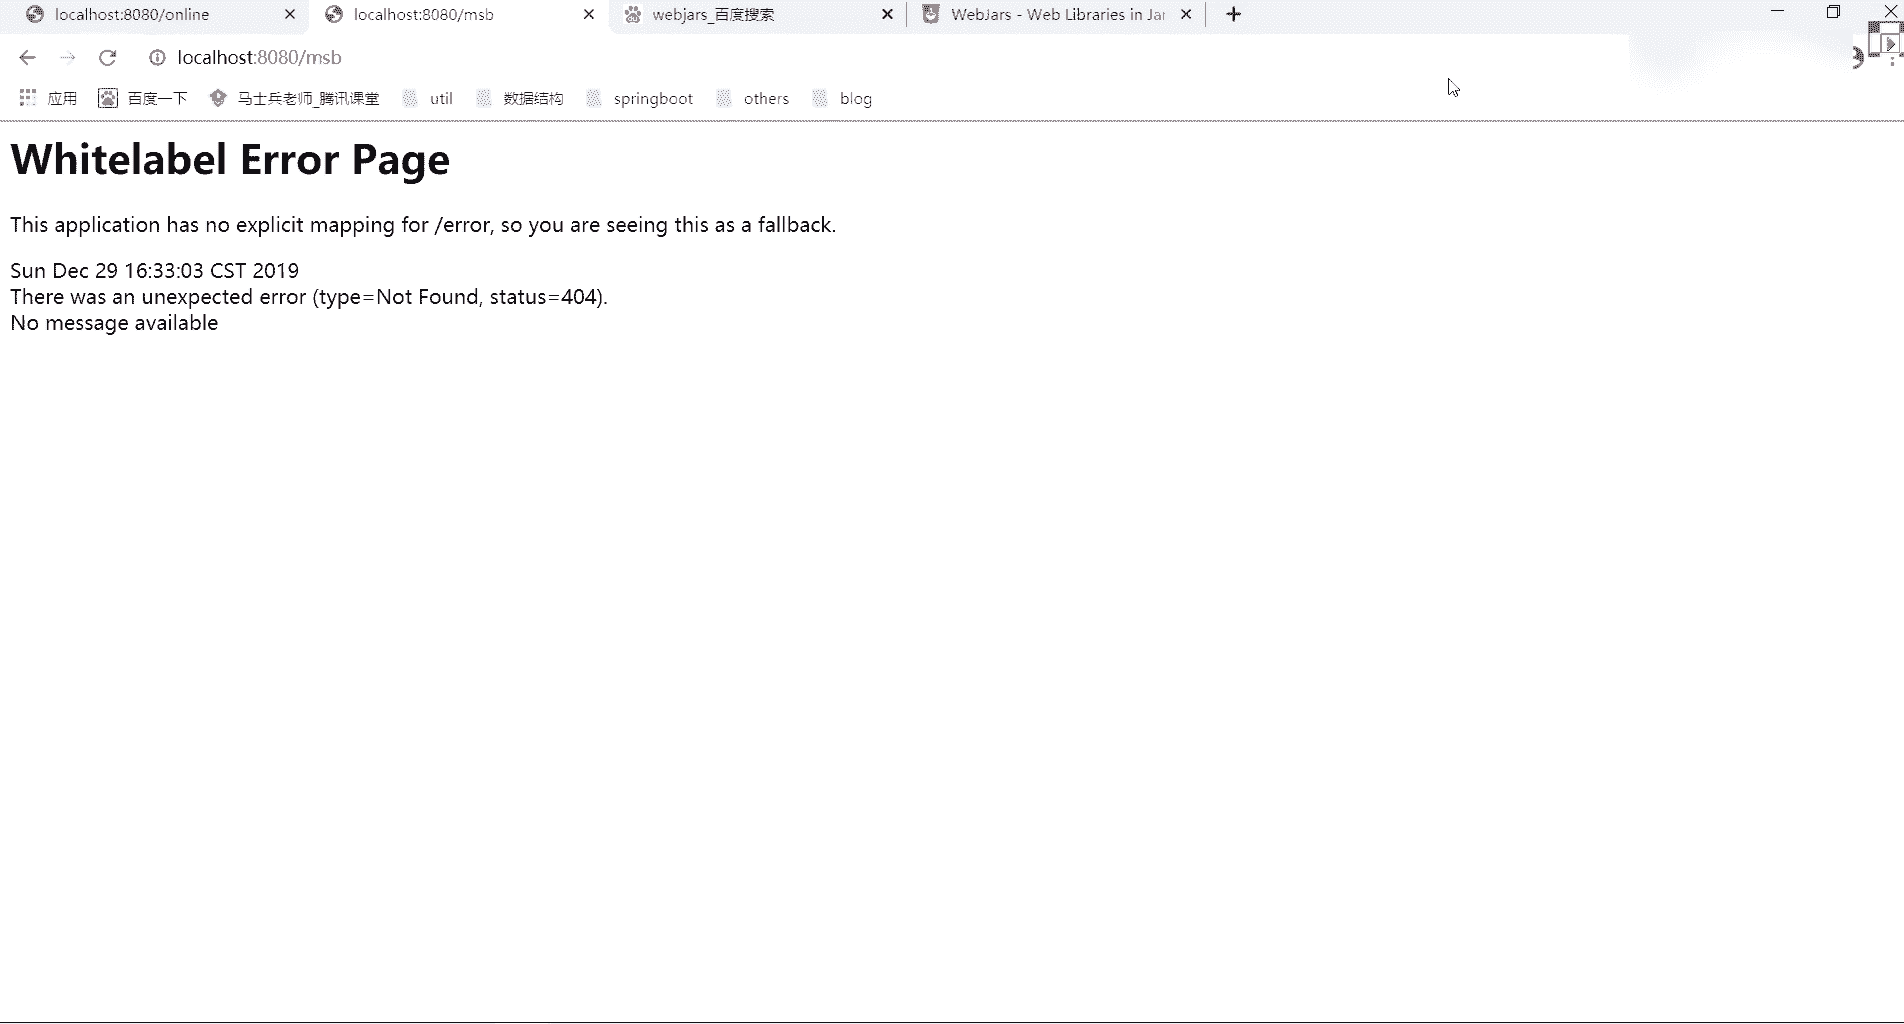 localhost:8080/online
localhost:8080/msb
webjars_百度搜索
WebJars - Web Libraries in Jar
localhost:8080/msb
应用 百度一下 马士兵老师_腾讯课堂 util 数据结构 springboot others blog
Whitelabel Error Page
This application has no explicit mapping for /error, so you are seeing this as a fallback.
Sun Dec 29 16:33:03 CST 2019
There was an unexpected error (type=Not Found, status=404).
No message available